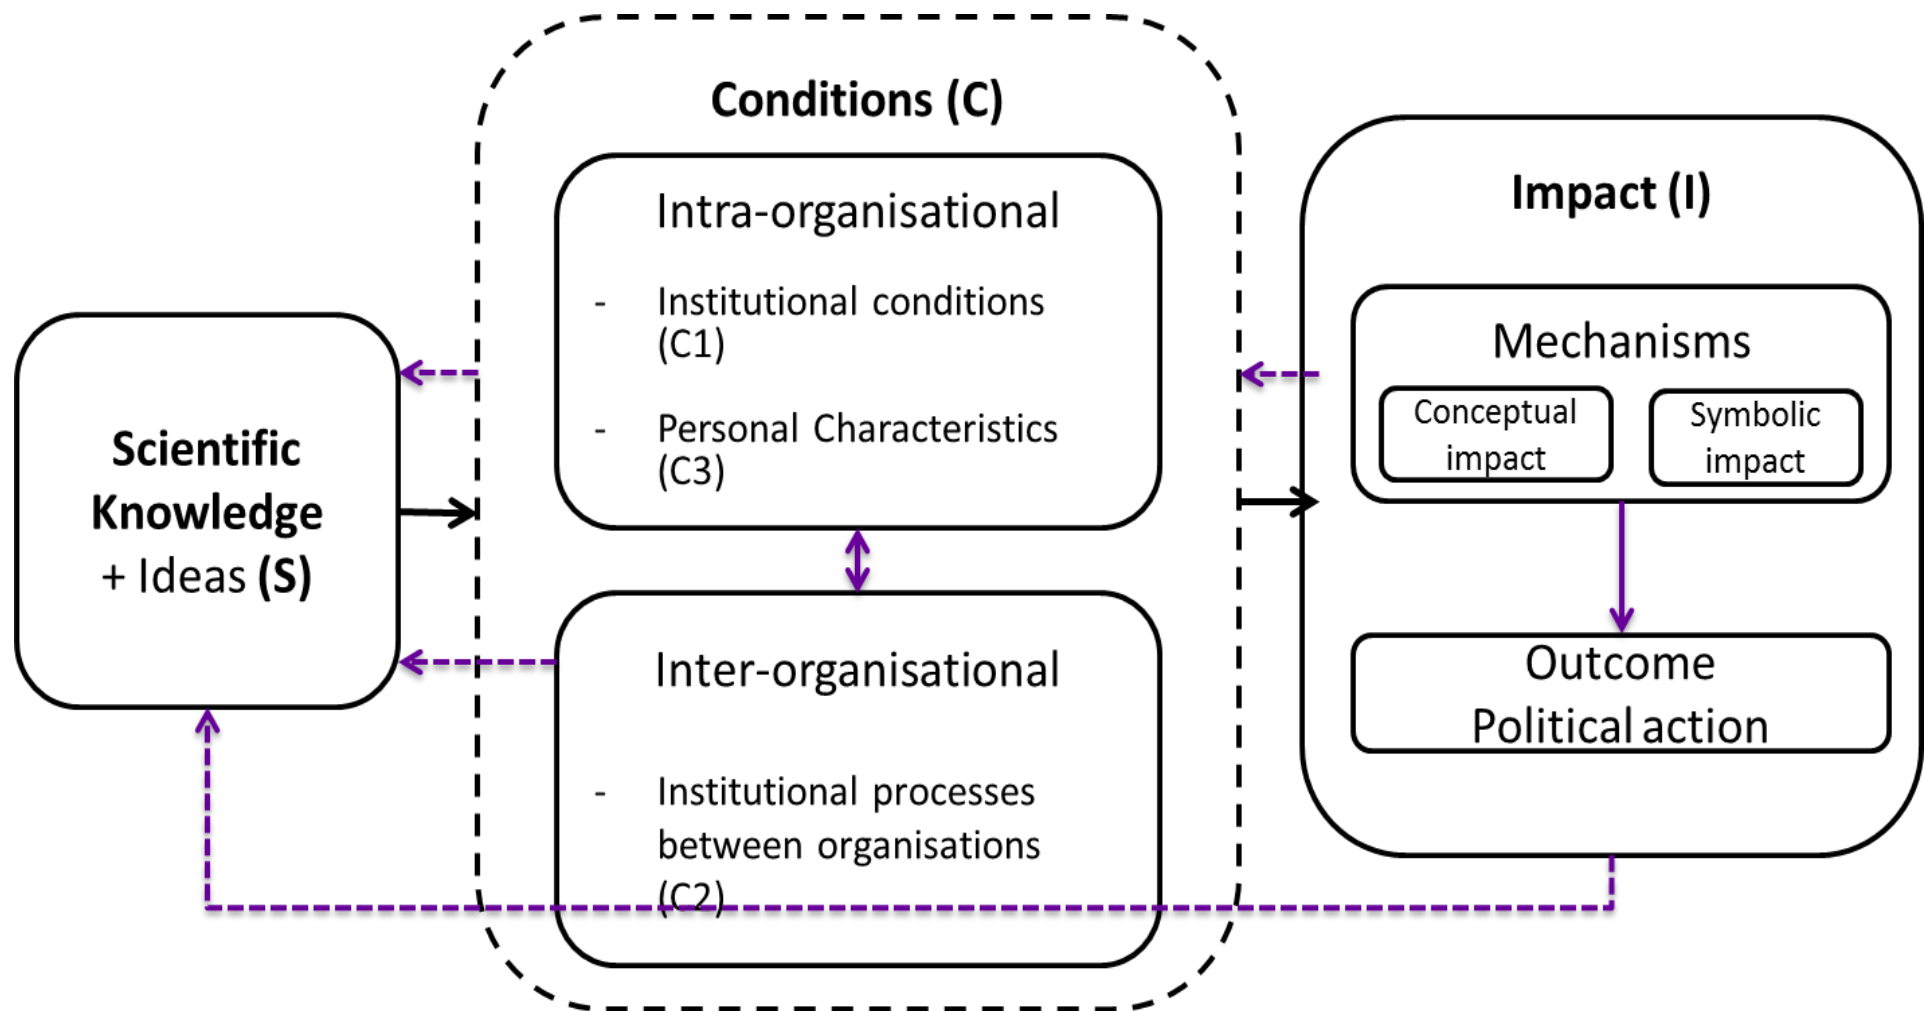 Conditions (C)
Intra-organisational
- Institutional conditions
(C1)
- Personal Characteristics
(C3)
Inter-organisational
- Institutional processes
between organisations
(C2)
Scientific
Knowledge
+ Ideas (S)
Impact (I)
Mechanisms
Conceptual
impact
Symbolic
impact
Outcome
Political action